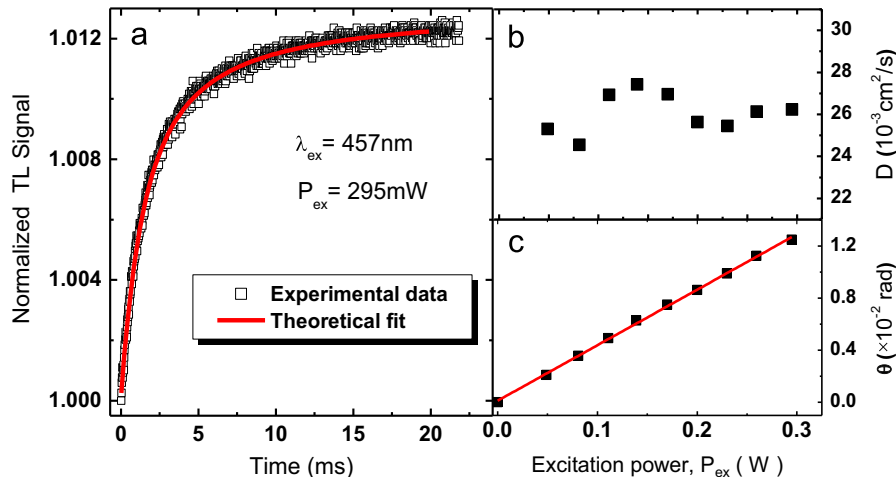 a
1.012
1.008
1.004
1.000
Normalized TL Signal
λex= 457nm
Pex= 295mW
Experimental data
Theoretical fit
0 5 10 15 20
Time (ms)
b
30
28
26
24
22
D (10-3cm2/s)
c
1.2
0.8
0.4
0.0
θ (×10-2 rad)
0.0 0.1 0.2 0.3
Excitation power, Pex ( W )